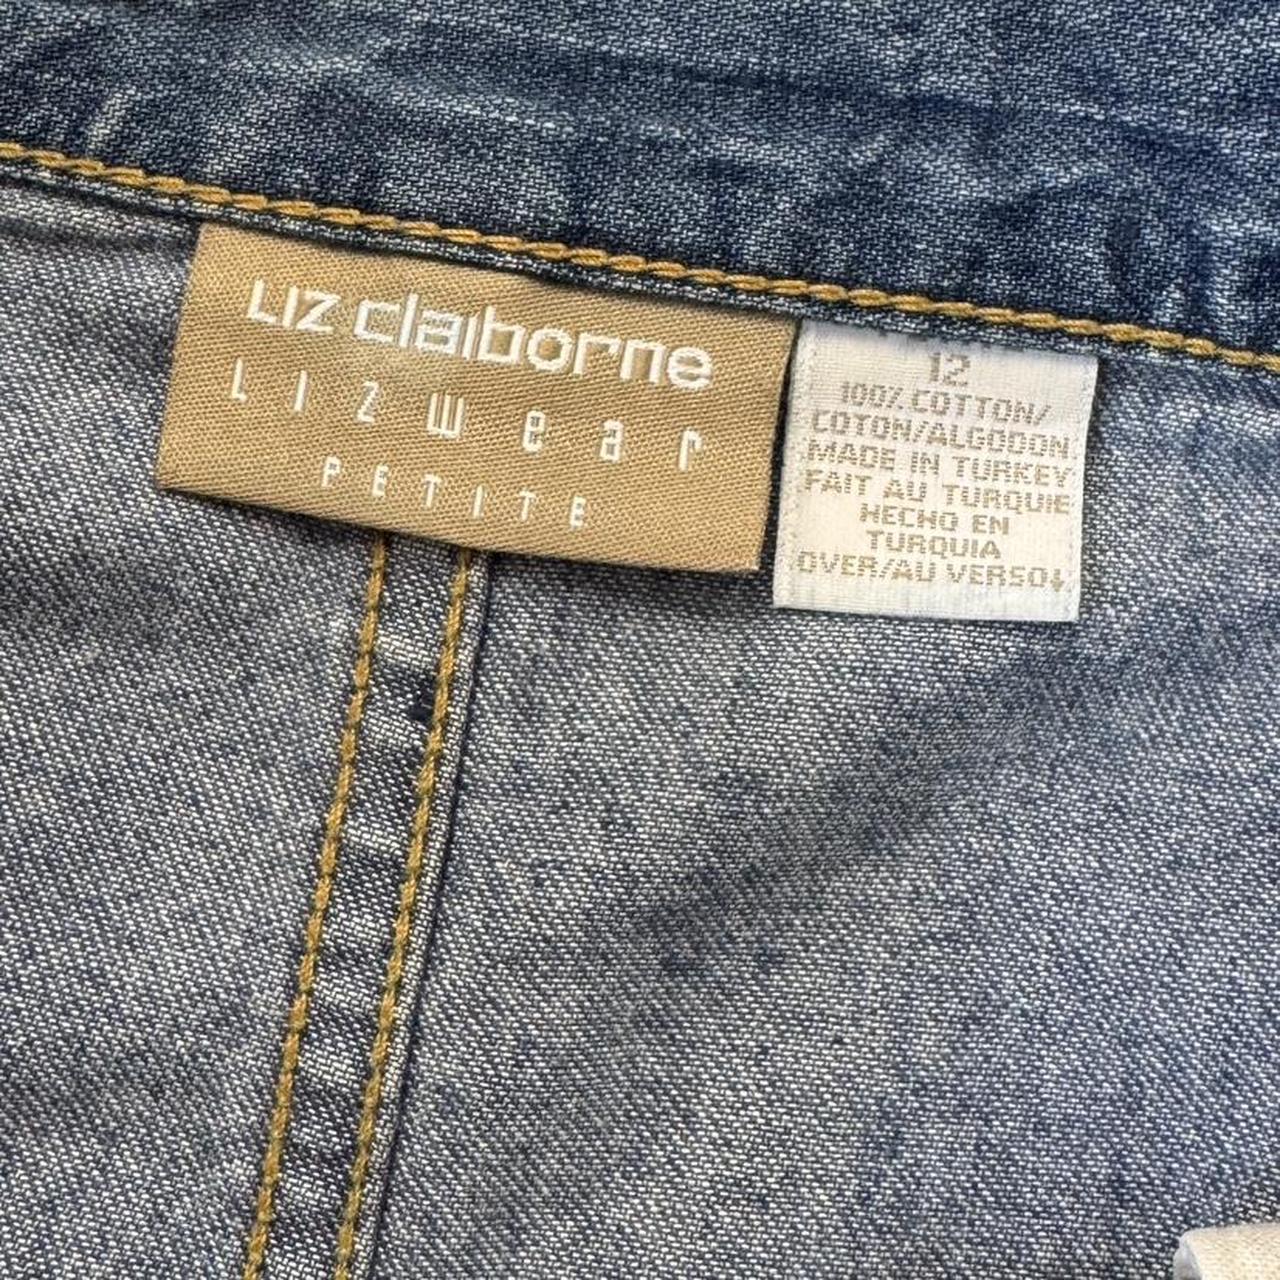 LIZ claiborne
LIZwear
PETITE
12
100% COTTON/
COTON/ALGODON
MADE IN TURKEY
FAIT AU TURQUIE
HECHO EN
TURQUIA
OVER/AU VERSO↓